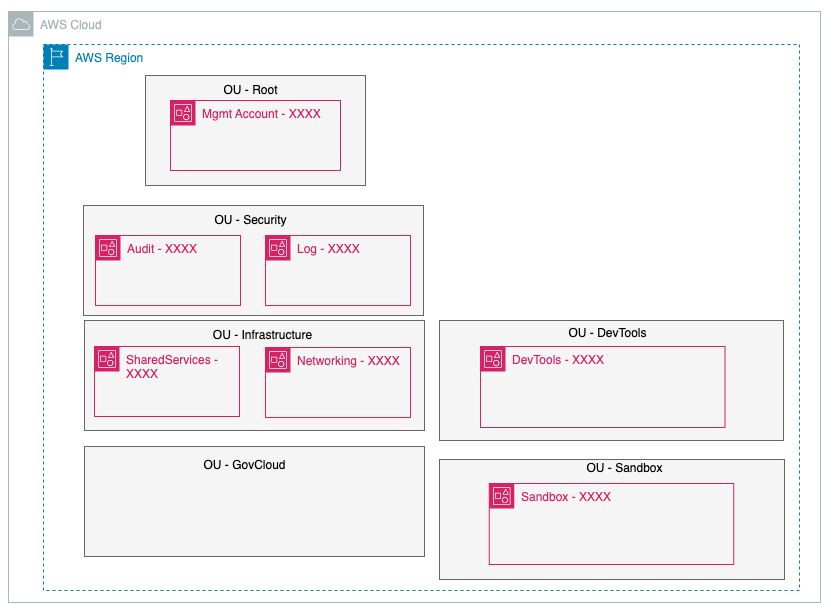 AWS Cloud
AWS Region
OU - Root
Mgmt Account - XXXX
OU - Security
Audit - XXXX
Log - XXXX
OU - Infrastructure
SharedServices -
XXXX
Networking - XXXX
OU - DevTools
DevTools - XXXX
OU - GovCloud
OU - Sandbox
Sandbox - XXXX